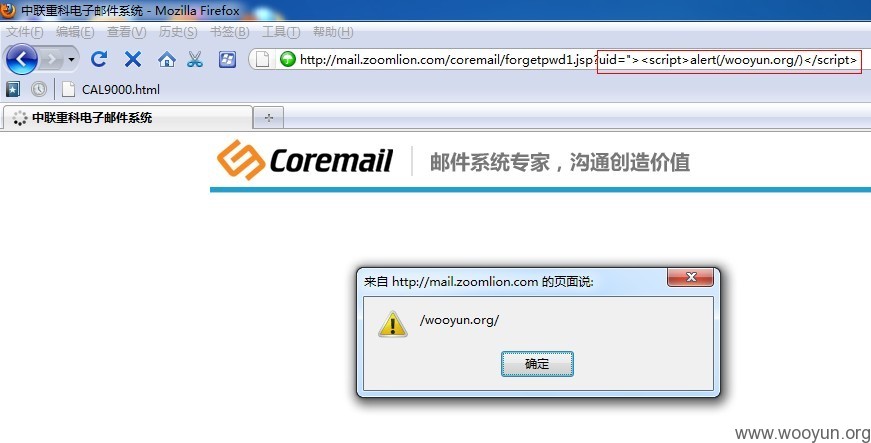 中联重科电子邮件系统 - Mozilla Firefox
文件(F) 编辑(E) 查看(V) 历史(S) 书签(B) 工具(T) 帮助(H)
http://mail.zoomlion.com/coremail/forgetpwd1.jsp?uid="><script>alert(/wooyun.org/)</script>
CAL9000.html
中联重科电子邮件系统
Coremail 邮件系统专家，沟通创造价值
来自 http://mail.zoomlion.com 的页面说:
/wooyun.org/
确定
www.wooyun.org